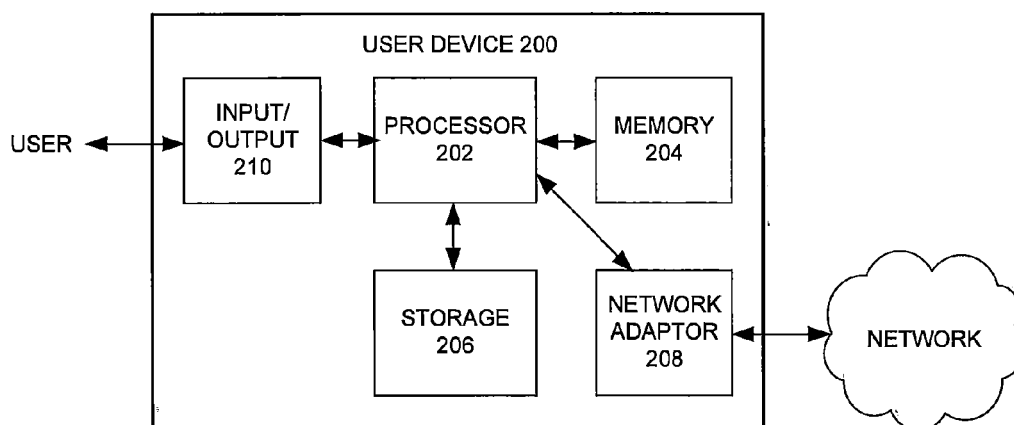 USER DEVICE 200
USER
INPUT/
OUTPUT
210
PROCESSOR
202
MEMORY
204
STORAGE
206
NETWORK
ADAPTOR
208
NETWORK